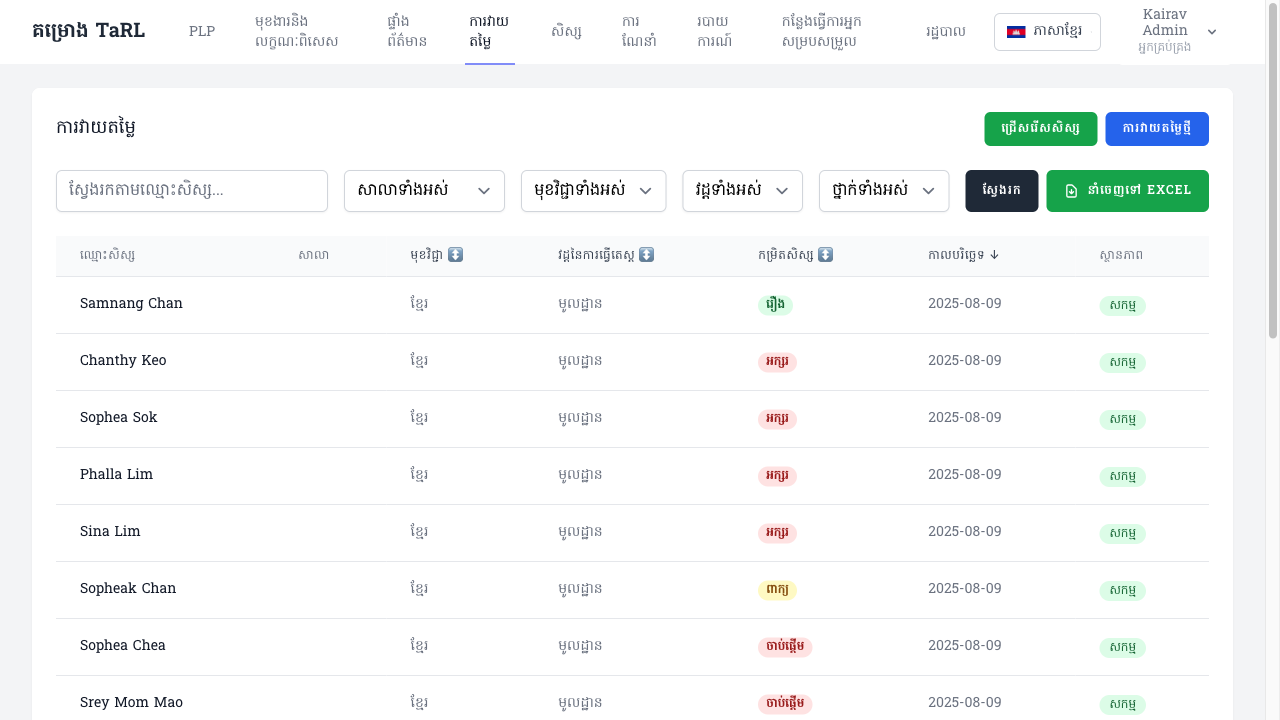 គម្រោង TaRL
PLP
មុខងារនិង
លក្ខណៈពិសេស
ផ្ទាំង
ព័ត៌មាន
ការវាយ
តម្លៃ
សិស្ស
ការ
ណែនាំ
របាយ
ការណ៍
កន្លែងធ្វើការអ្នក
សម្របសម្រួល
រដ្ឋបាល
ភាសាខ្មែរ
Kairav
Admin
អ្នកគ្រប់គ្រង
ការវាយតម្លៃ
ជ្រើសរើសសិស្ស
ការវាយតម្លៃថ្មី
ស្វែងរកតាមឈ្មោះសិស្ស...
សាលាទាំងអស់
មុខវិជ្ជាទាំងអស់
វដ្តទាំងអស់
ថ្នាក់ទាំងអស់
ស្វែងរក
នាំចេញទៅ EXCEL
ឈ្មោះសិស្ស សាលា មុខវិជ្ជា ↕ វដ្តនៃការធ្វើតេស្ត ↕ កម្រិតសិស្ស ↕ កាលបរិច្ឆេទ ↓ ស្ថានភាព
Samnang Chan ខ្មែរ មូលដ្ឋាន រឿង 2025-08-09 សកម្ម
Chanthy Keo ខ្មែរ មូលដ្ឋាន អក្សរ 2025-08-09 សកម្ម
Sophea Sok ខ្មែរ មូលដ្ឋាន អក្សរ 2025-08-09 សកម្ម
Phalla Lim ខ្មែរ មូលដ្ឋាន អក្សរ 2025-08-09 សកម្ម
Sina Lim ខ្មែរ មូលដ្ឋាន អក្សរ 2025-08-09 សកម្ម
Sopheak Chan ខ្មែរ មូលដ្ឋាន ពាក្យ 2025-08-09 សកម្ម
Sophea Chea ខ្មែរ មូលដ្ឋាន ចាប់ផ្តើម 2025-08-09 សកម្ម
Srey Mom Mao ខ្មែរ មូលដ្ឋាន ចាប់ផ្តើម 2025-08-09 សកម្ម